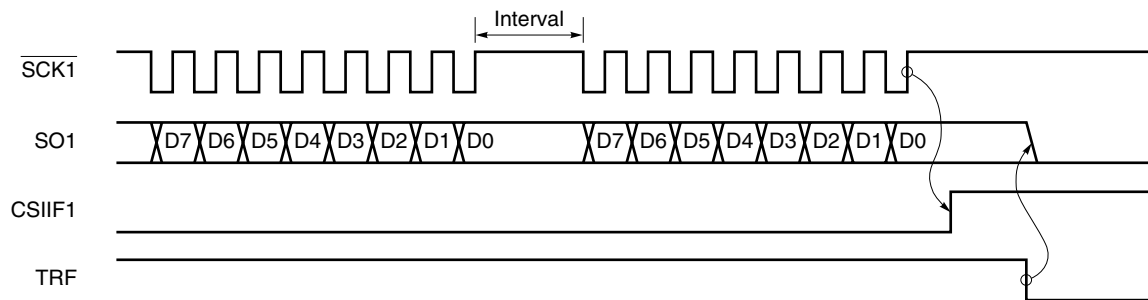 Interval
SCK1
SO1 D7 D6 D5 D4 D3 D2 D1 D0 D7 D6 D5 D4 D3 D2 D1 D0
CSIIF1
TRF